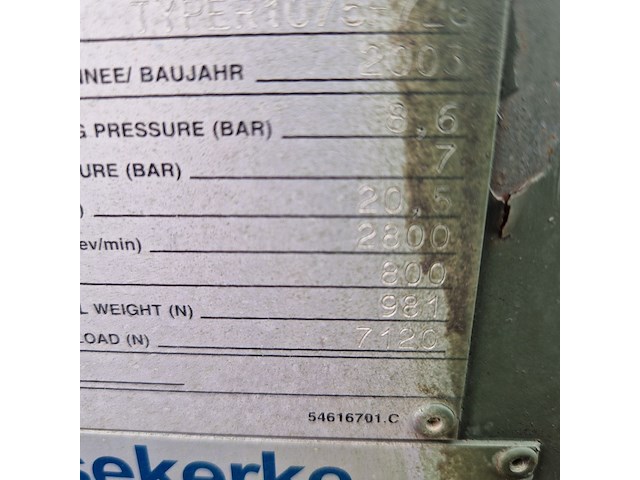 NNEE/ BAUJAHR 2003
G PRESSURE (BAR) 8,6
URE (BAR) 7
) 20,5
ev/min) 2800
800
L WEIGHT (N) 981
LOAD (N) 7120
54616701.C
sekerko